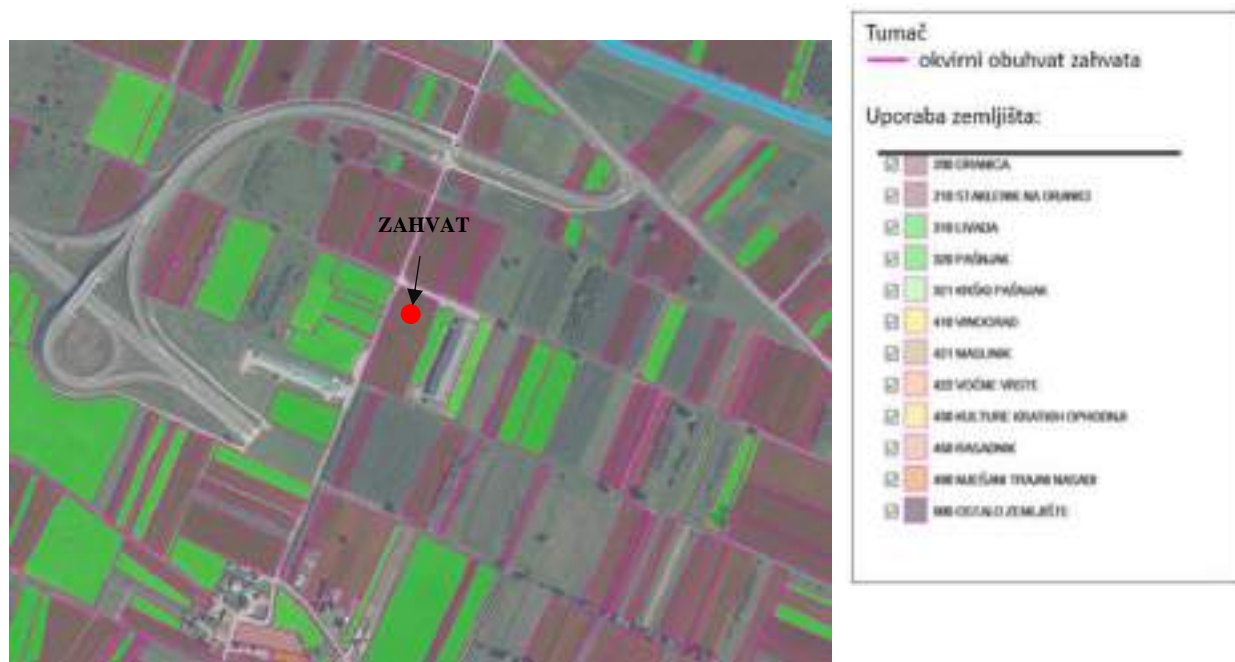 ZAHVAT
Tumač
okvirni obuhvat zahvata
Uporaba zemljišta:
200 ORANICA
210 STAKLENIK NA ORANICI
310 LIVADA
320 PAŠNJAK
321 KRŠKI PAŠNJAK
410 VINOGRAD
421 MASLINIK
422 VOĆNE VRSTE
430 KULTURE KRATKIH OPHODNJI
450 RASADNIK
490 MIJEŠANI TRAJNI NASADI
900 OSTALO ZEMLJIŠTE